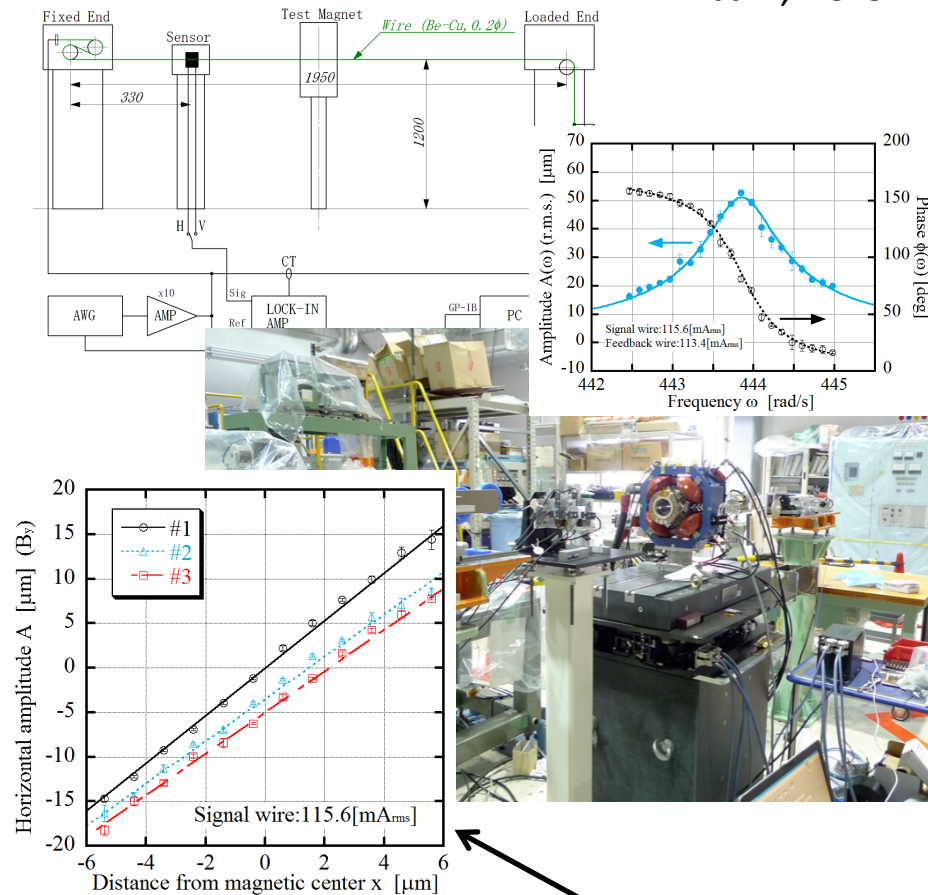 Fixed End
Sensor
Test Magnet
Wire (Be-Cu, 0.2ϕ)
Loaded End
1950
330
1200
H V
CT
x10
AWG
AMP
Sig
Ref
LOCK-IN
AMP
GP-IB
PC
70
60
50
40
30
20
10
0
-10
200
150
100
50
0
Amplitude A(ω) (r.m.s.) [μm]
Phase ϕ(ω) [deg]
Signal wire:115.6[mArms]
Feedback wire:113.4[mArms]
442 443 444 445
Frequency ω [rad/s]
20
15
10
5
0
-5
-10
-15
-20
#1
#2
#3
Horizontal amplitude A [μm] (By)
Signal wire:115.6[mArms]
-6 -4 -2 0 2 4 6
Distance from magnetic center x [μm]